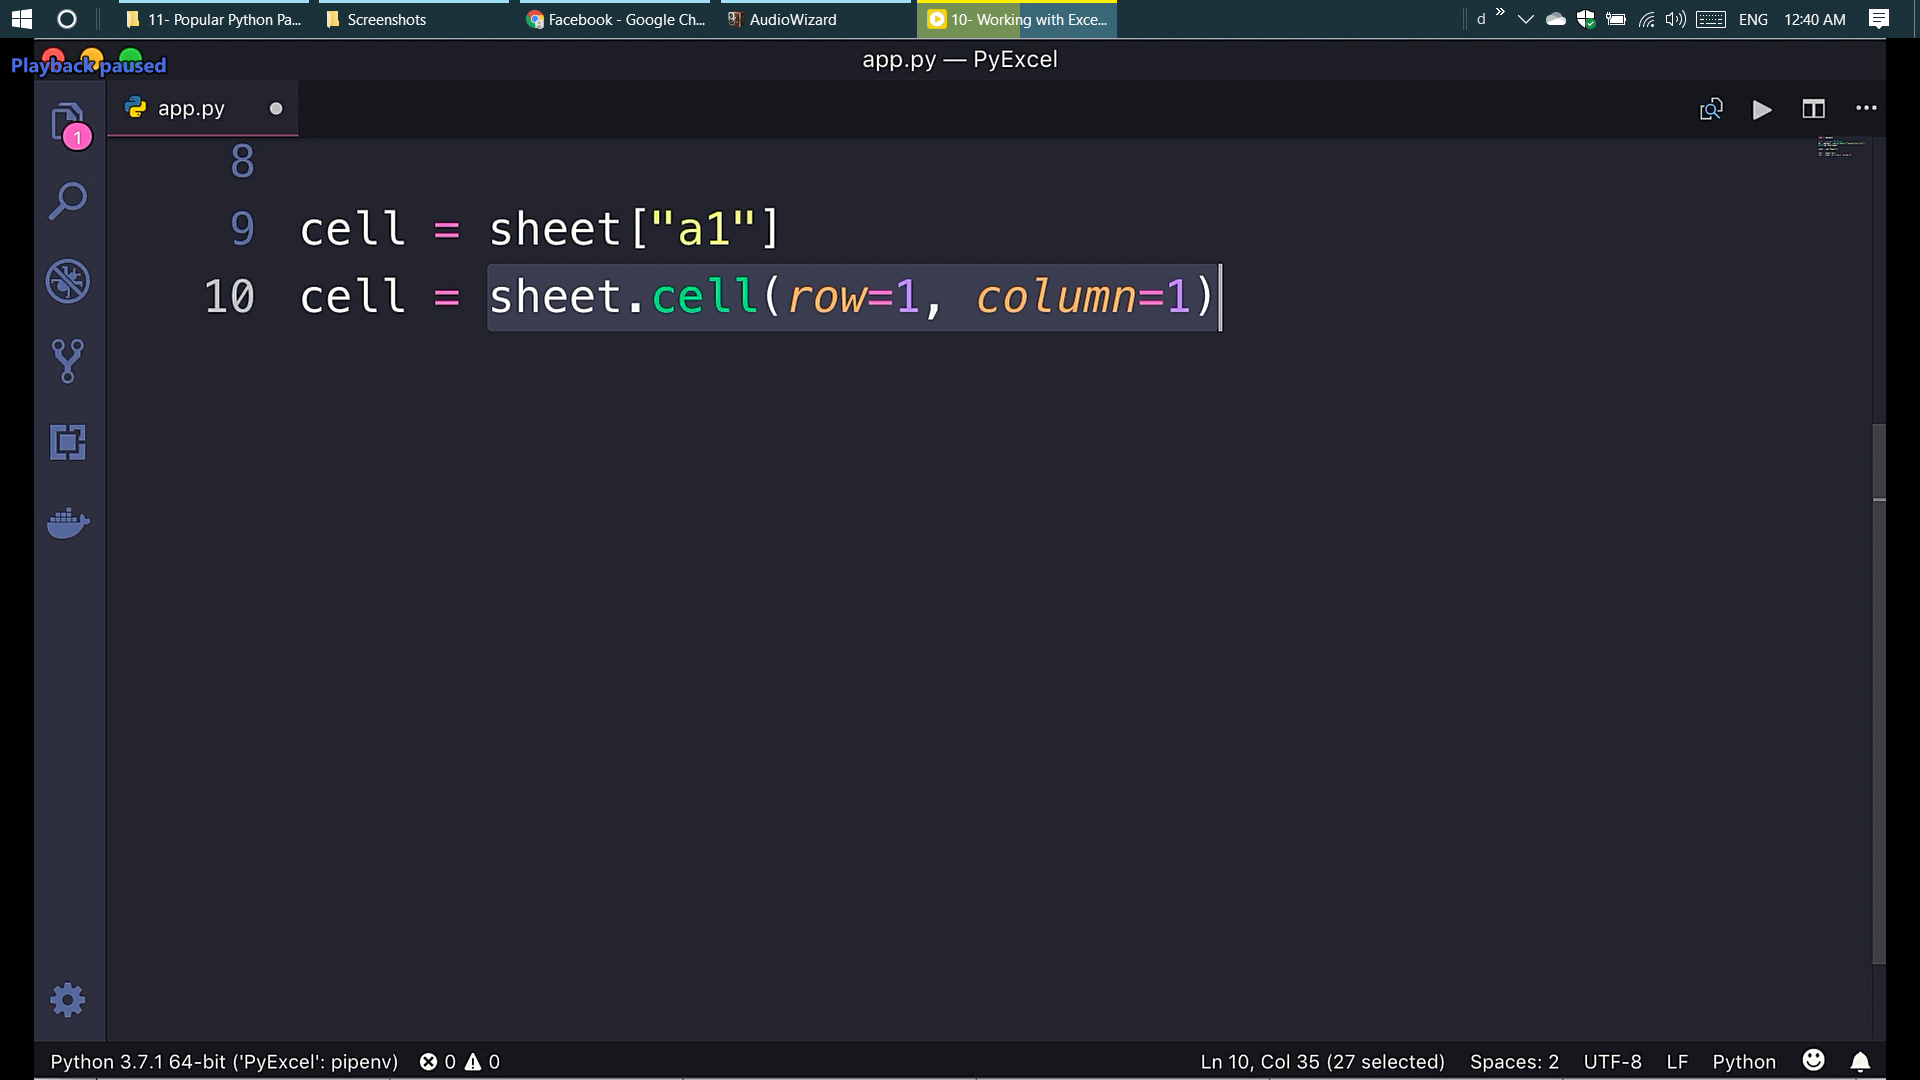 11- Popular Python Pa...
Screenshots
Facebook - Google Ch...
AudioWizard
10- Working with Exce...
d
»
ENG
12:40 AM
Playback paused
app.py — PyExcel
app.py
1
8
9 cell = sheet["a1"]
10 cell = sheet.cell(row=1, column=1)
Python 3.7.1 64-bit ('PyExcel': pipenv)
0
0
Ln 10, Col 35 (27 selected)
Spaces: 2
UTF-8
LF
Python